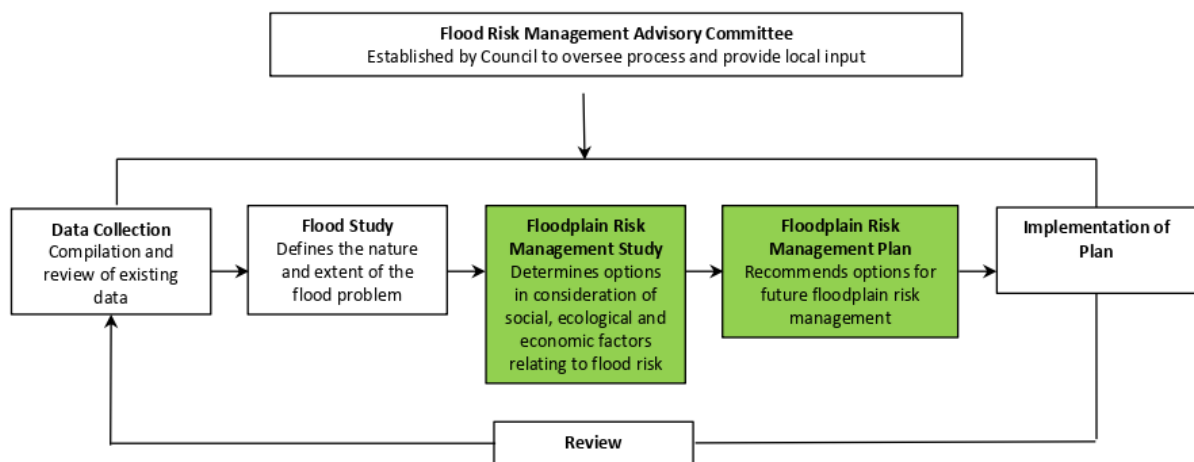 Flood Risk Management Advisory Committee
Established by Council to oversee process and provide local input
Data Collection
Compilation and
review of existing
data
Flood Study
Defines the nature
and extent of the
flood problem
Floodplain Risk
Management Study
Determines options
in consideration of
social, ecological and
economic factors
relating to flood risk
Floodplain Risk
Management Plan
Recommends options for
future floodplain risk
management
Implementation of
Plan
Review